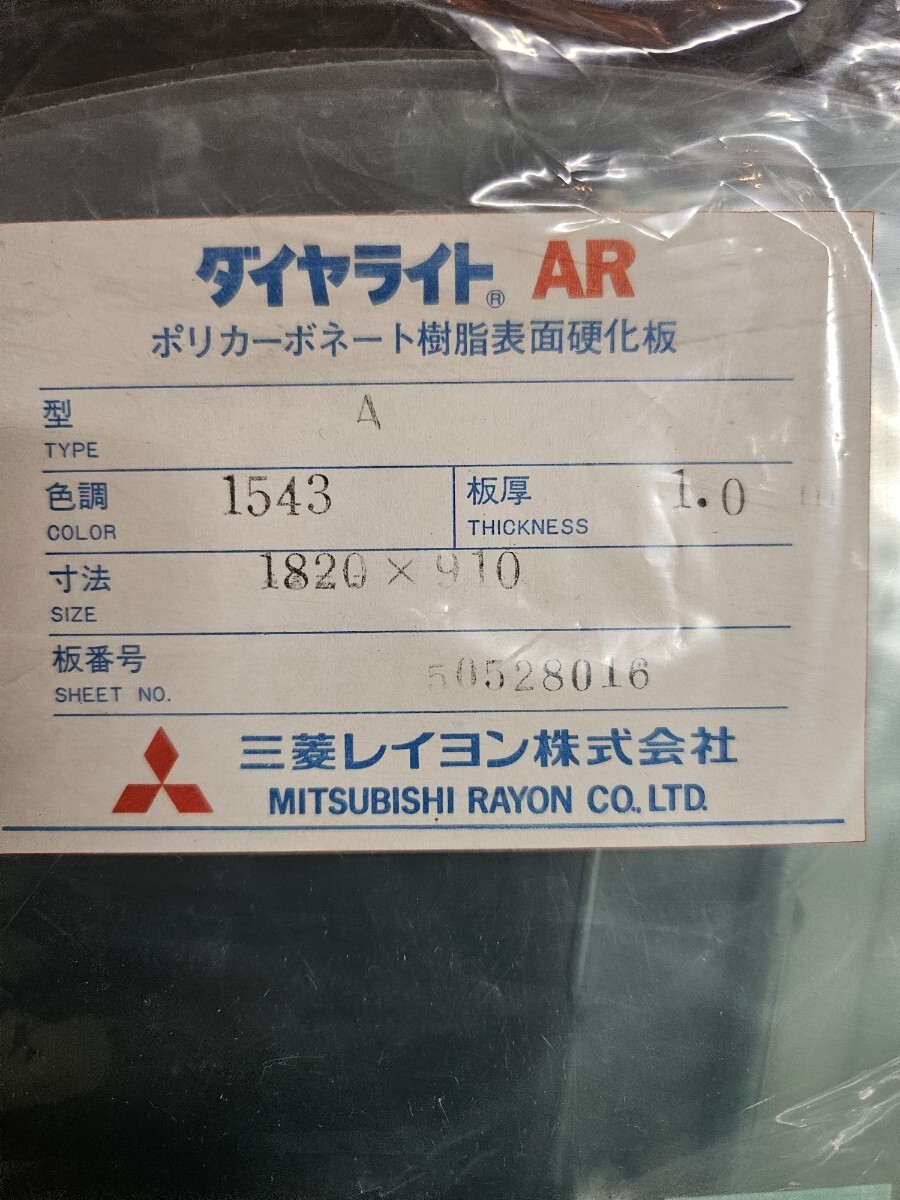 ダイヤライト® AR
ポリカーボネート樹脂表面硬化板
型 A
TYPE
色調 1543 板厚 1.0
COLOR THICKNESS
寸法 1820×910
SIZE
板番号 50528016
SHEET NO.
三菱レイヨン株式会社
MITSUBISHI RAYON CO., LTD.